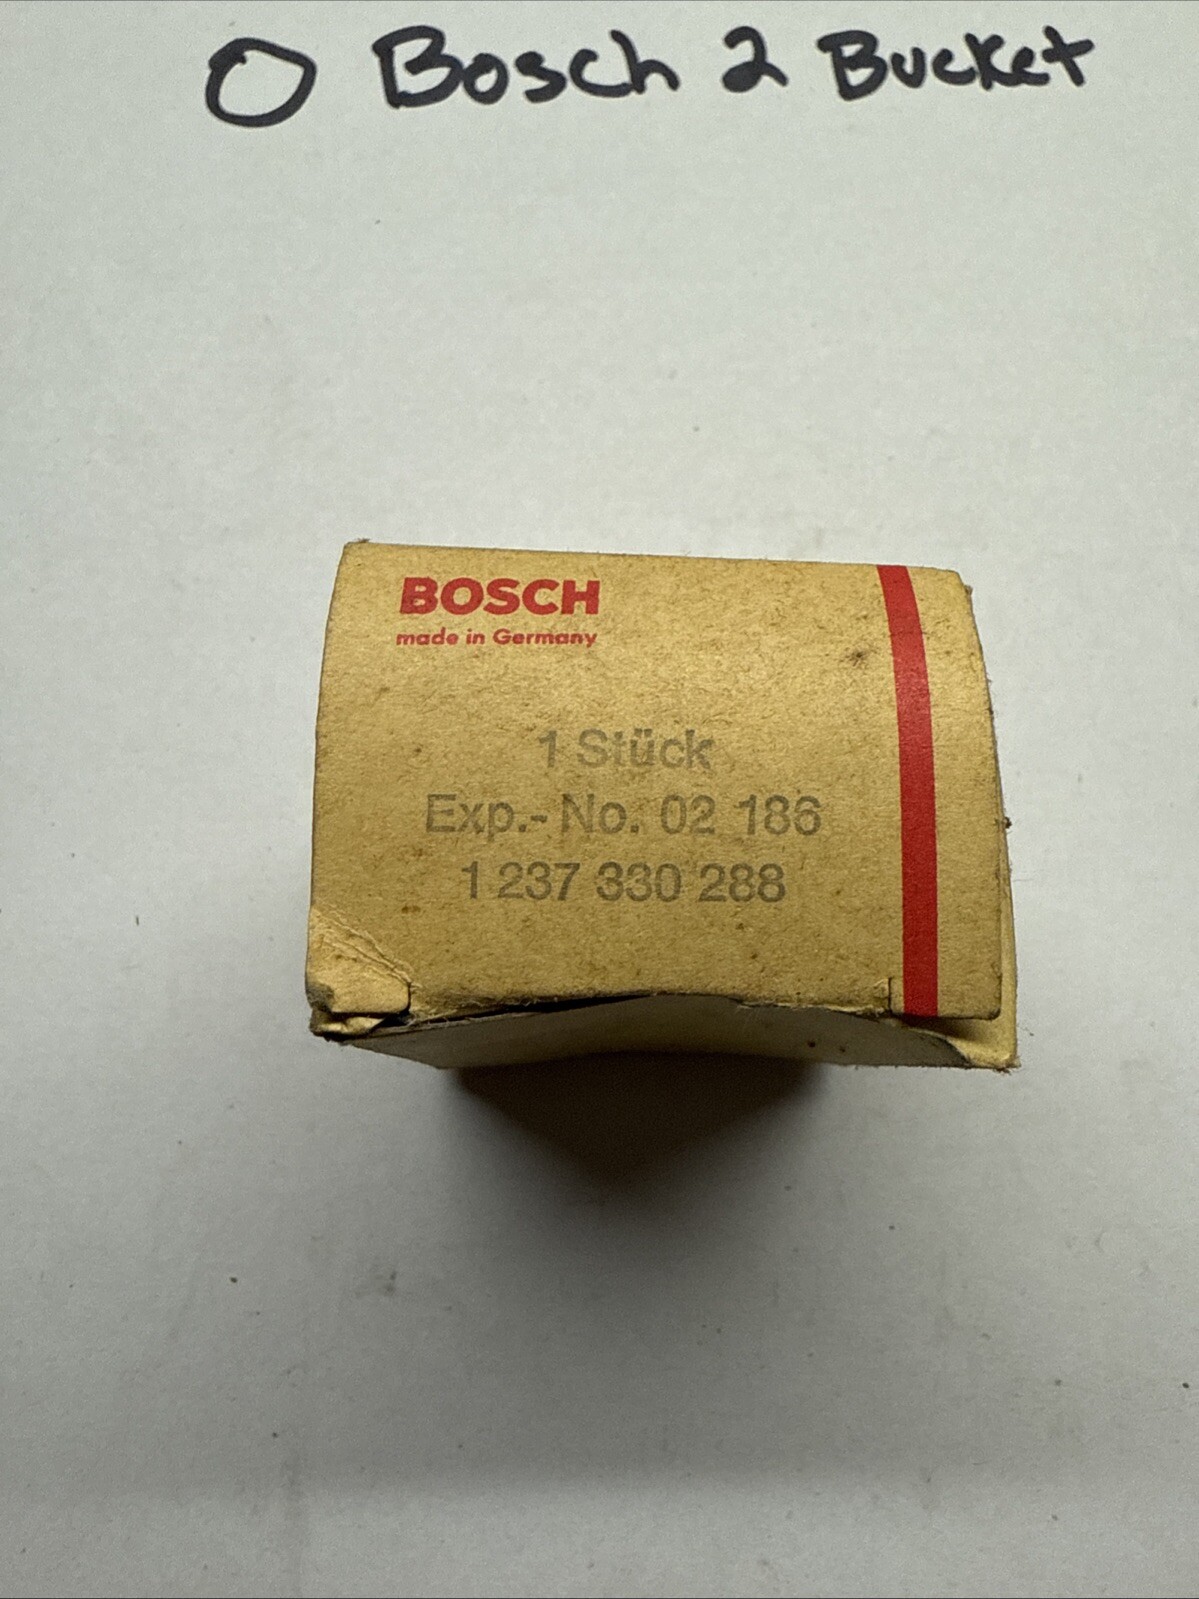 O Bosch 2 Bucket
BOSCH
made in Germany
1 Stück
Exp.- No. 02 186
1 237 330 288